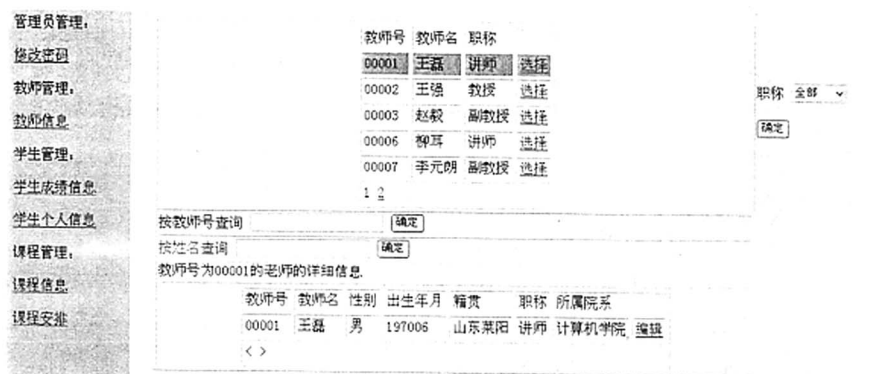 管理员管理：
修改密码
教师管理：
教师信息
学生管理：
学生成绩信息
学生个人信息
课程管理：
课程信息
课程安排
教师号 教师名 职称
00001 王磊 讲师 选择
00002 王强 教授 选择
00003 赵毅 副教授 选择
00006 柳耳 讲师 选择
00007 李元朗 副教授 选择
1 2
职称 全部
确定
按教师号查询 确定
按姓名查询 确定
教师号为00001的老师的详细信息
教师号 教师名 性别 出生年月 籍贯 职称 所属院系
00001 王磊 男 197006 山东莱阳 讲师 计算机学院 编辑
< >